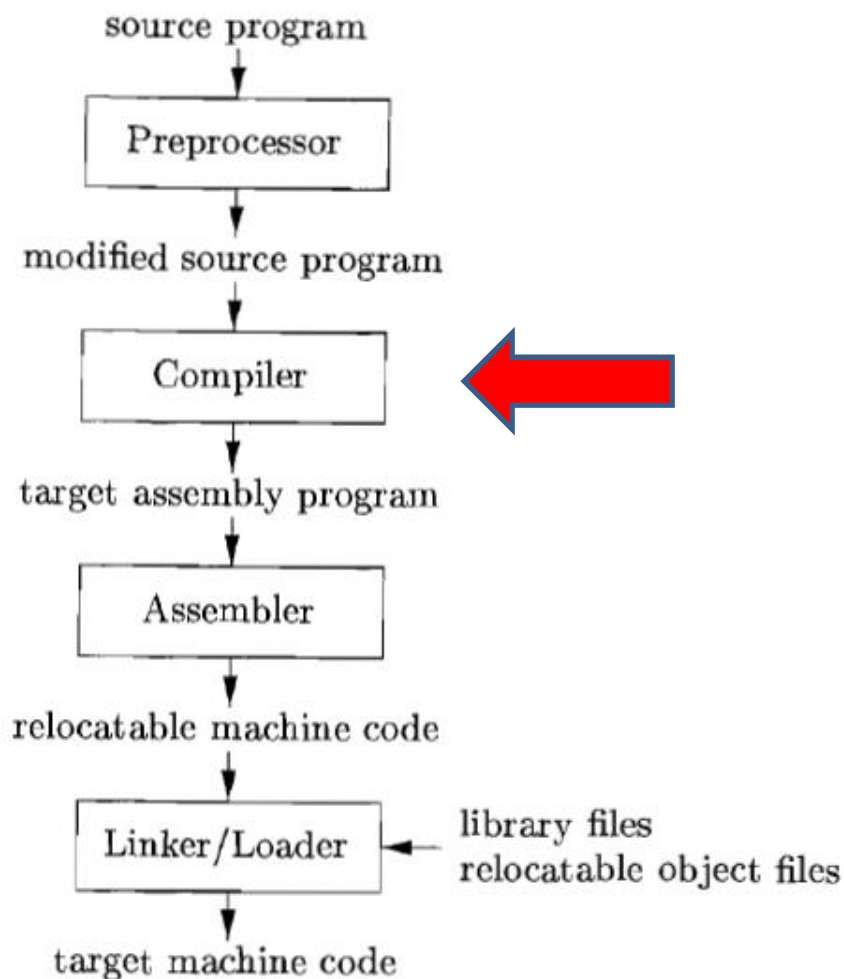 source program
Preprocessor
modified source program
Compiler
target assembly program
Assembler
relocatable machine code
Linker/Loader
library files
relocatable object files
target machine code